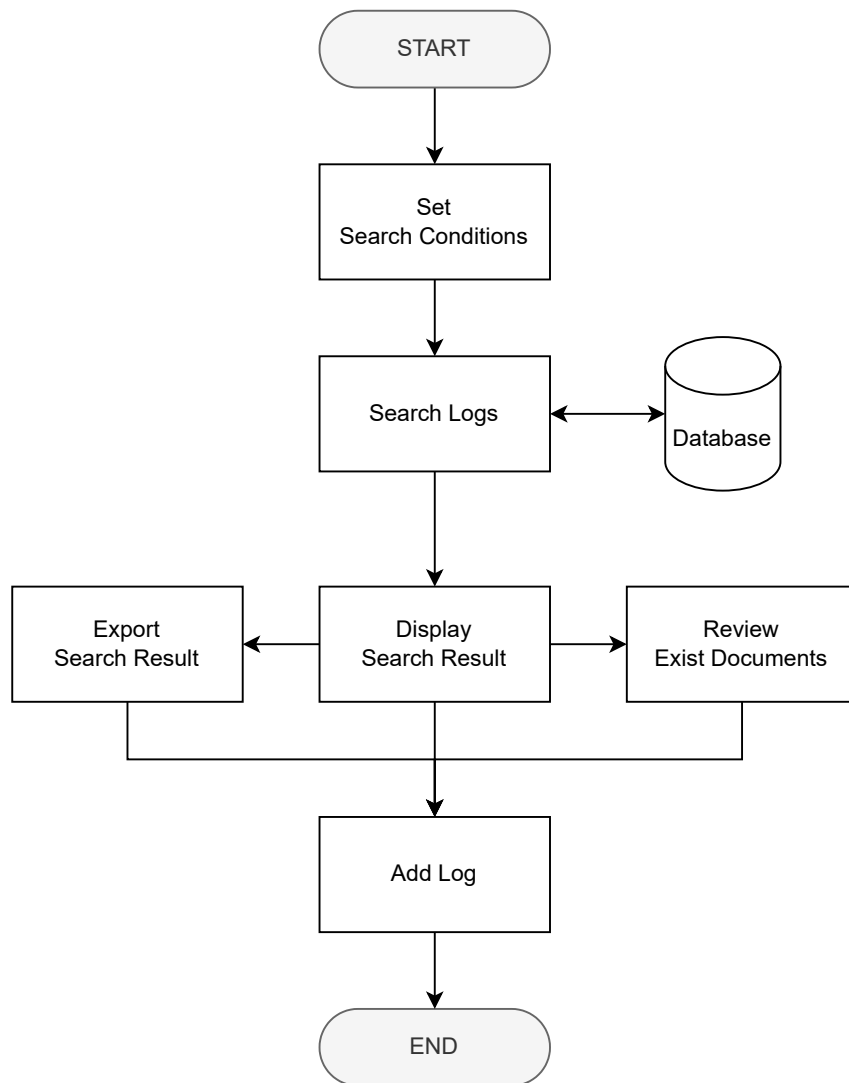 START
Set
Search Conditions
Search Logs
Database
Export
Search Result
Display
Search Result
Review
Exist Documents
Add Log
END